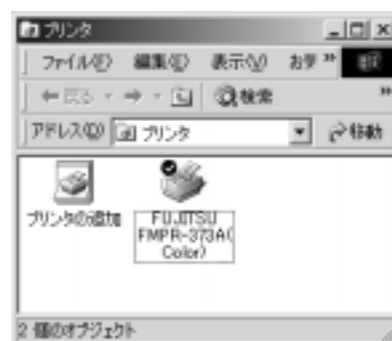 プリンタ
ファイル(F) 編集(E) 表示(V) お気 »
戻る 検索 »
アドレス(D) プリンタ 移動
プリンタの追加
FUJITSU
FMPR-373A(
Color)
2 個のオブジェクト